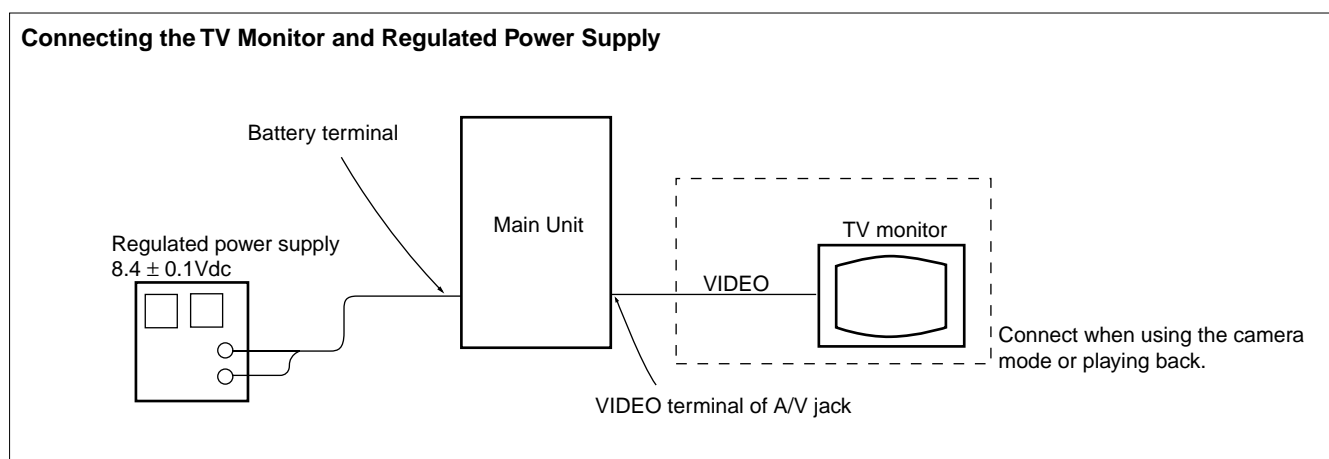 Connecting the TV Monitor and Regulated Power Supply
Battery terminal
Main Unit
Regulated power supply
8.4 ± 0.1Vdc
TV monitor
VIDEO
Connect when using the camera
mode or playing back.
VIDEO terminal of A/V jack